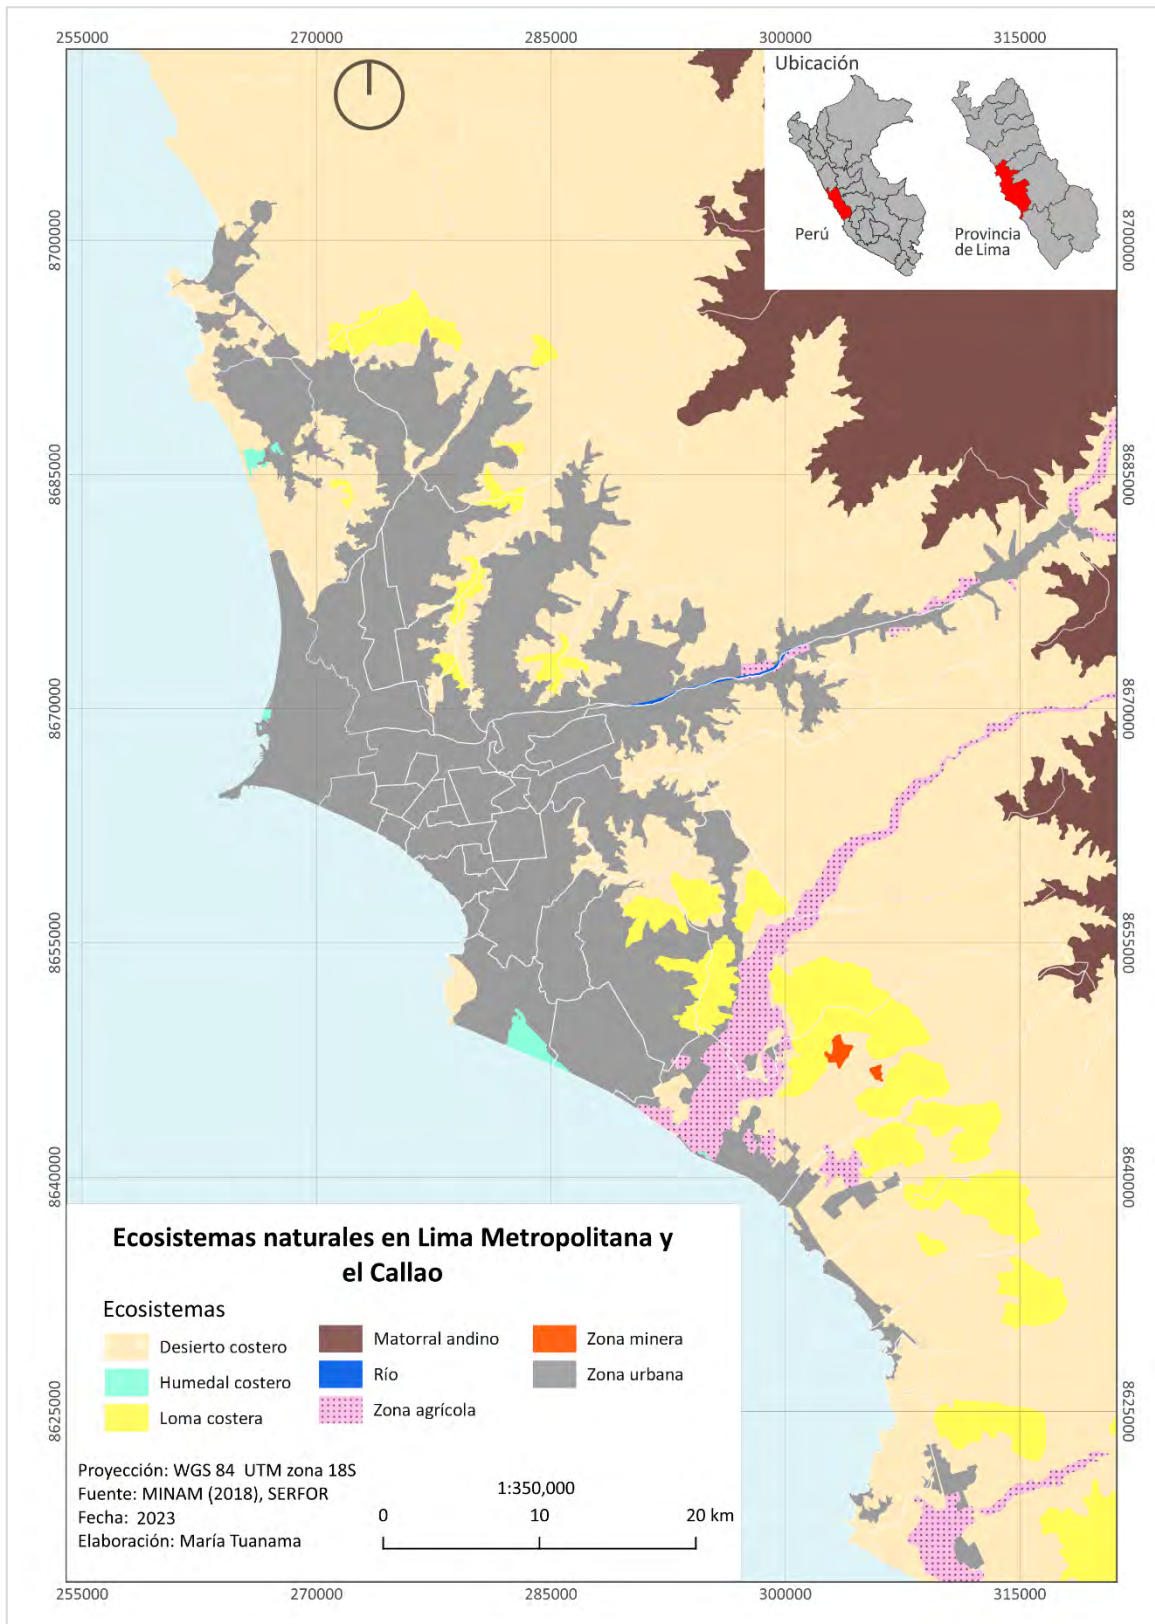 255000 270000 285000 300000 315000
Ubicación
Perú
Provincia
de Lima
8700000
8700000
8685000
8685000
8670000
8670000
8655000
8655000
8640000
8640000
8625000
8625000
Ecosistemas naturales en Lima Metropolitana y
el Callao
Ecosistemas
Desierto costero
Humedal costero
Loma costera
Matorral andino
Río
Zona agrícola
Zona minera
Zona urbana
Proyección: WGS 84 UTM zona 18S
Fuente: MINAM (2018), SERFOR
Fecha: 2023
Elaboración: María Tuanama
1:350,000
0 10 20 km
255000 270000 285000 300000 315000